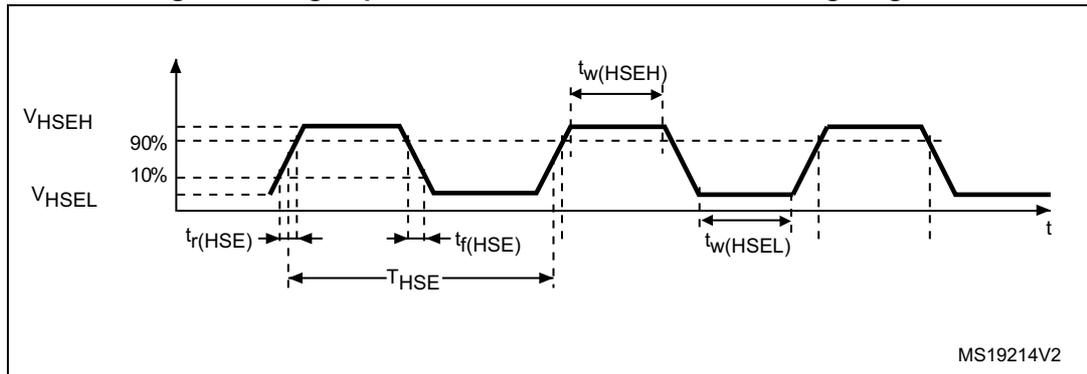 tw(HSEH)
VHSEH
90%
10%
VHSEL
tr(HSE)
tf(HSE)
tw(HSEL)
t
THSE
MS19214V2